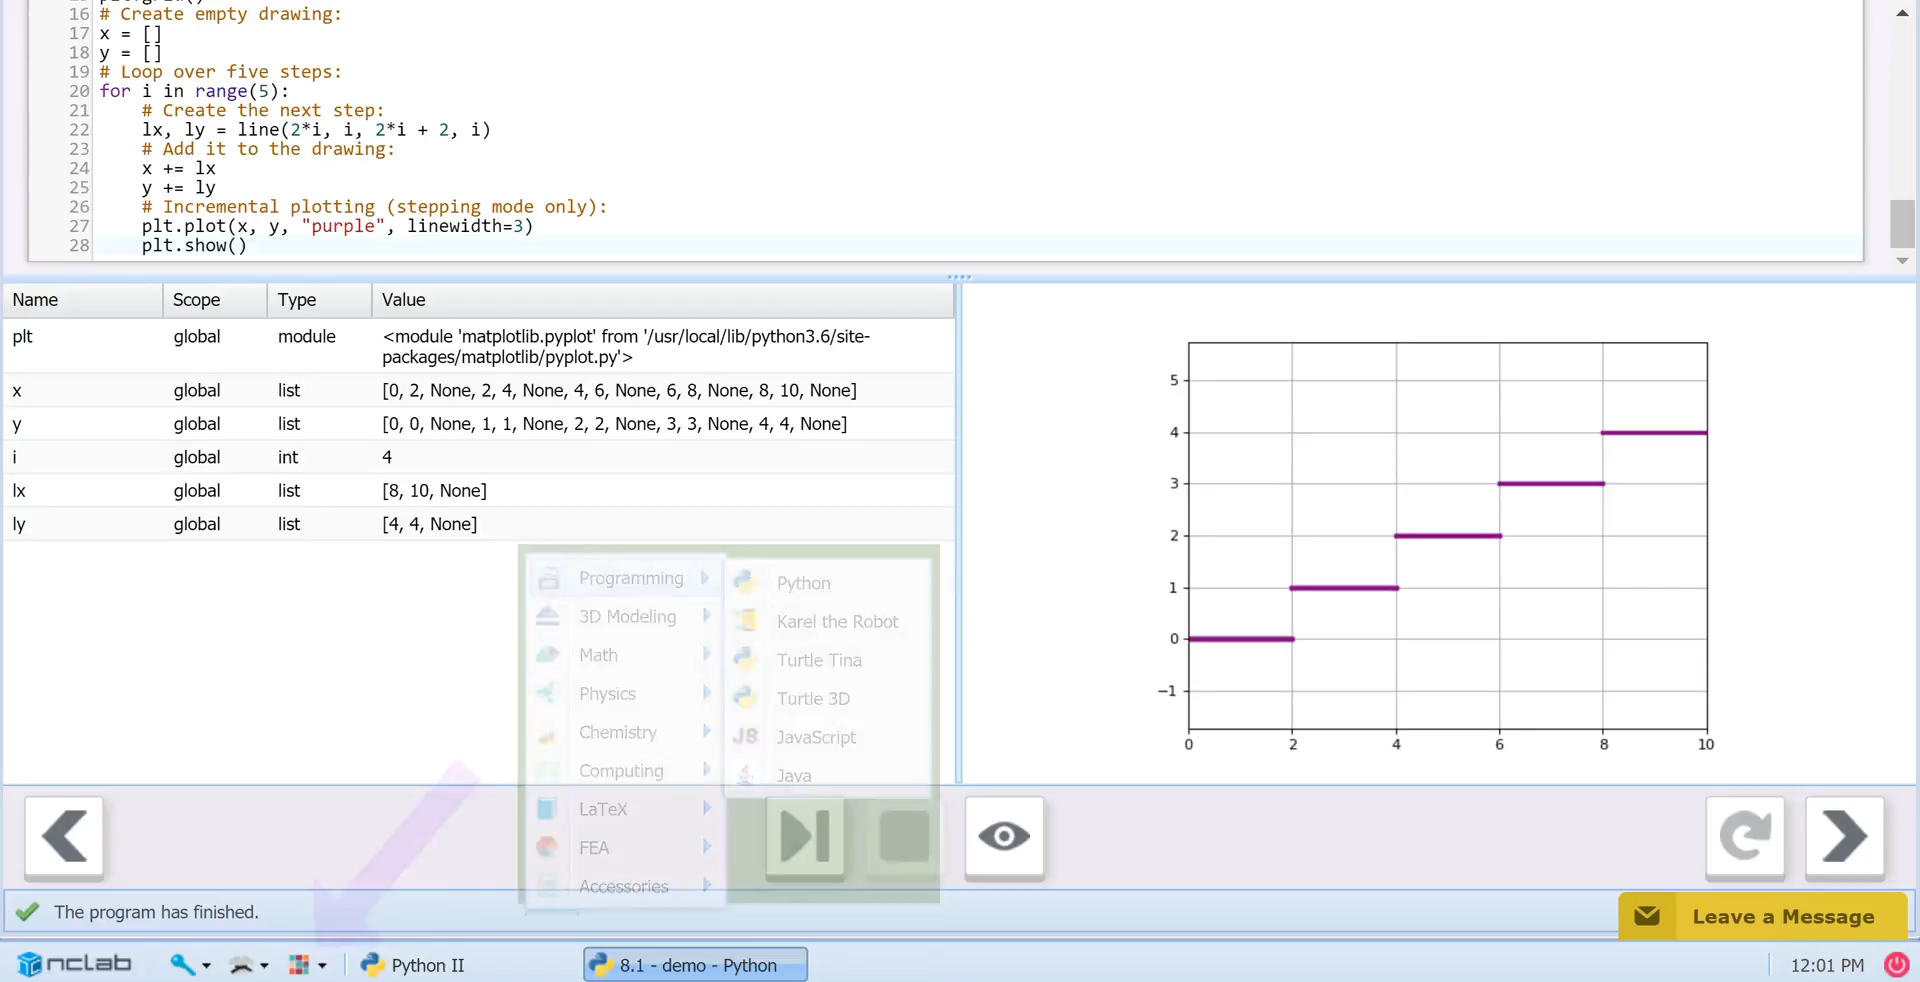 16 # Create empty drawing:
17 x = []
18 y = []
19 # Loop over five steps:
20 for i in range(5):
21 # Create the next step:
22 lx, ly = line(2*i, i, 2*i + 2, i)
23 # Add it to the drawing:
24 x += lx
25 y += ly
26 # Incremental plotting (stepping mode only):
27 plt.plot(x, y, "purple", linewidth=3)
28 plt.show()
Name Scope Type Value
plt global module <module 'matplotlib.pyplot' from '/usr/local/lib/python3.6/site-
packages/matplotlib/pyplot.py'>
x global list [0, 2, None, 2, 4, None, 4, 6, None, 6, 8, None, 8, 10, None]
y global list [0, 0, None, 1, 1, None, 2, 2, None, 3, 3, None, 4, 4, None]
i global int 4
lx global list [8, 10, None]
ly global list [4, 4, None]
5
4
3
2
1
0
−1
0 2 4 6 8 10
Programming
3D Modeling
Math
Physics
Chemistry
Computing
LaTeX
FEA
Accessories
Python
Karel the Robot
Turtle Tina
Turtle 3D
JS JavaScript
Java
The program has finished.
Leave a Message
nclab Python II 8.1 - demo - Python 12:01 PM